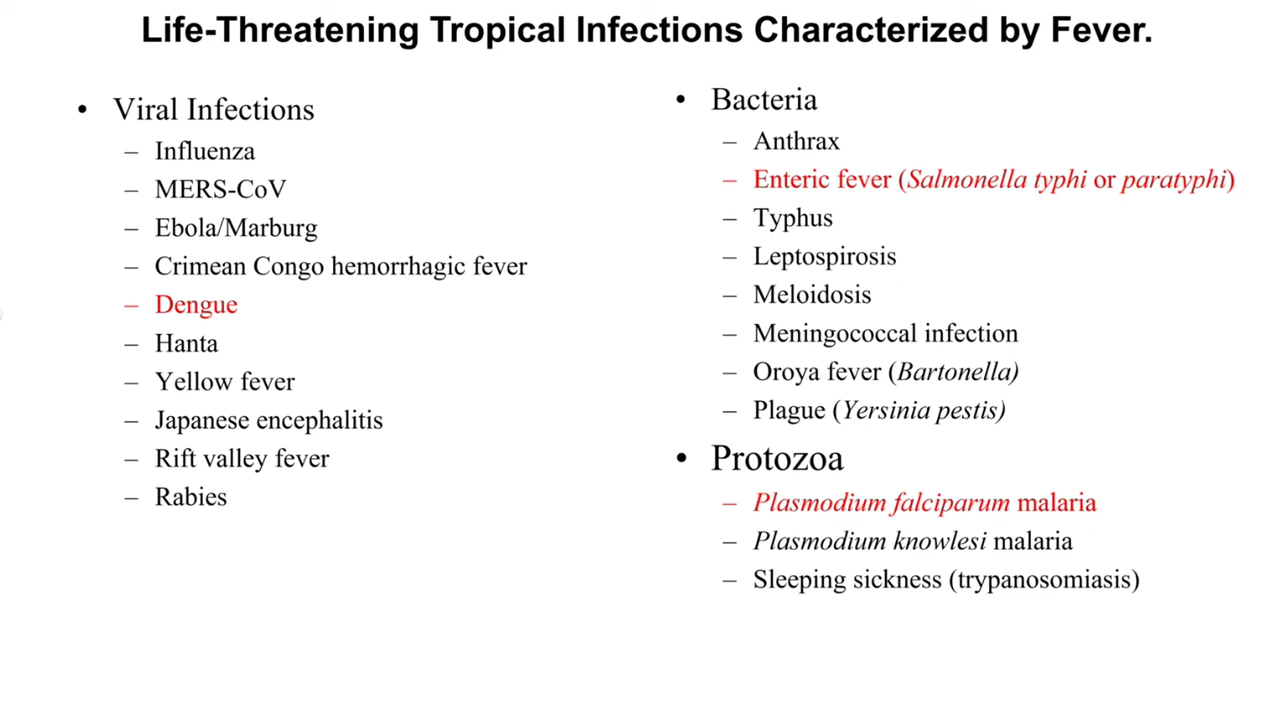 Life-Threatening Tropical Infections Characterized by Fever.
• Viral Infections
– Influenza
– MERS-CoV
– Ebola/Marburg
– Crimean Congo hemorrhagic fever
– Dengue
– Hanta
– Yellow fever
– Japanese encephalitis
– Rift valley fever
– Rabies
• Bacteria
– Anthrax
– Enteric fever (Salmonella typhi or paratyphi)
– Typhus
– Leptospirosis
– Meloidosis
– Meningococcal infection
– Oroya fever (Bartonella)
– Plague (Yersinia pestis)
• Protozoa
– Plasmodium falciparum malaria
– Plasmodium knowlesi malaria
– Sleeping sickness (trypanosomiasis)